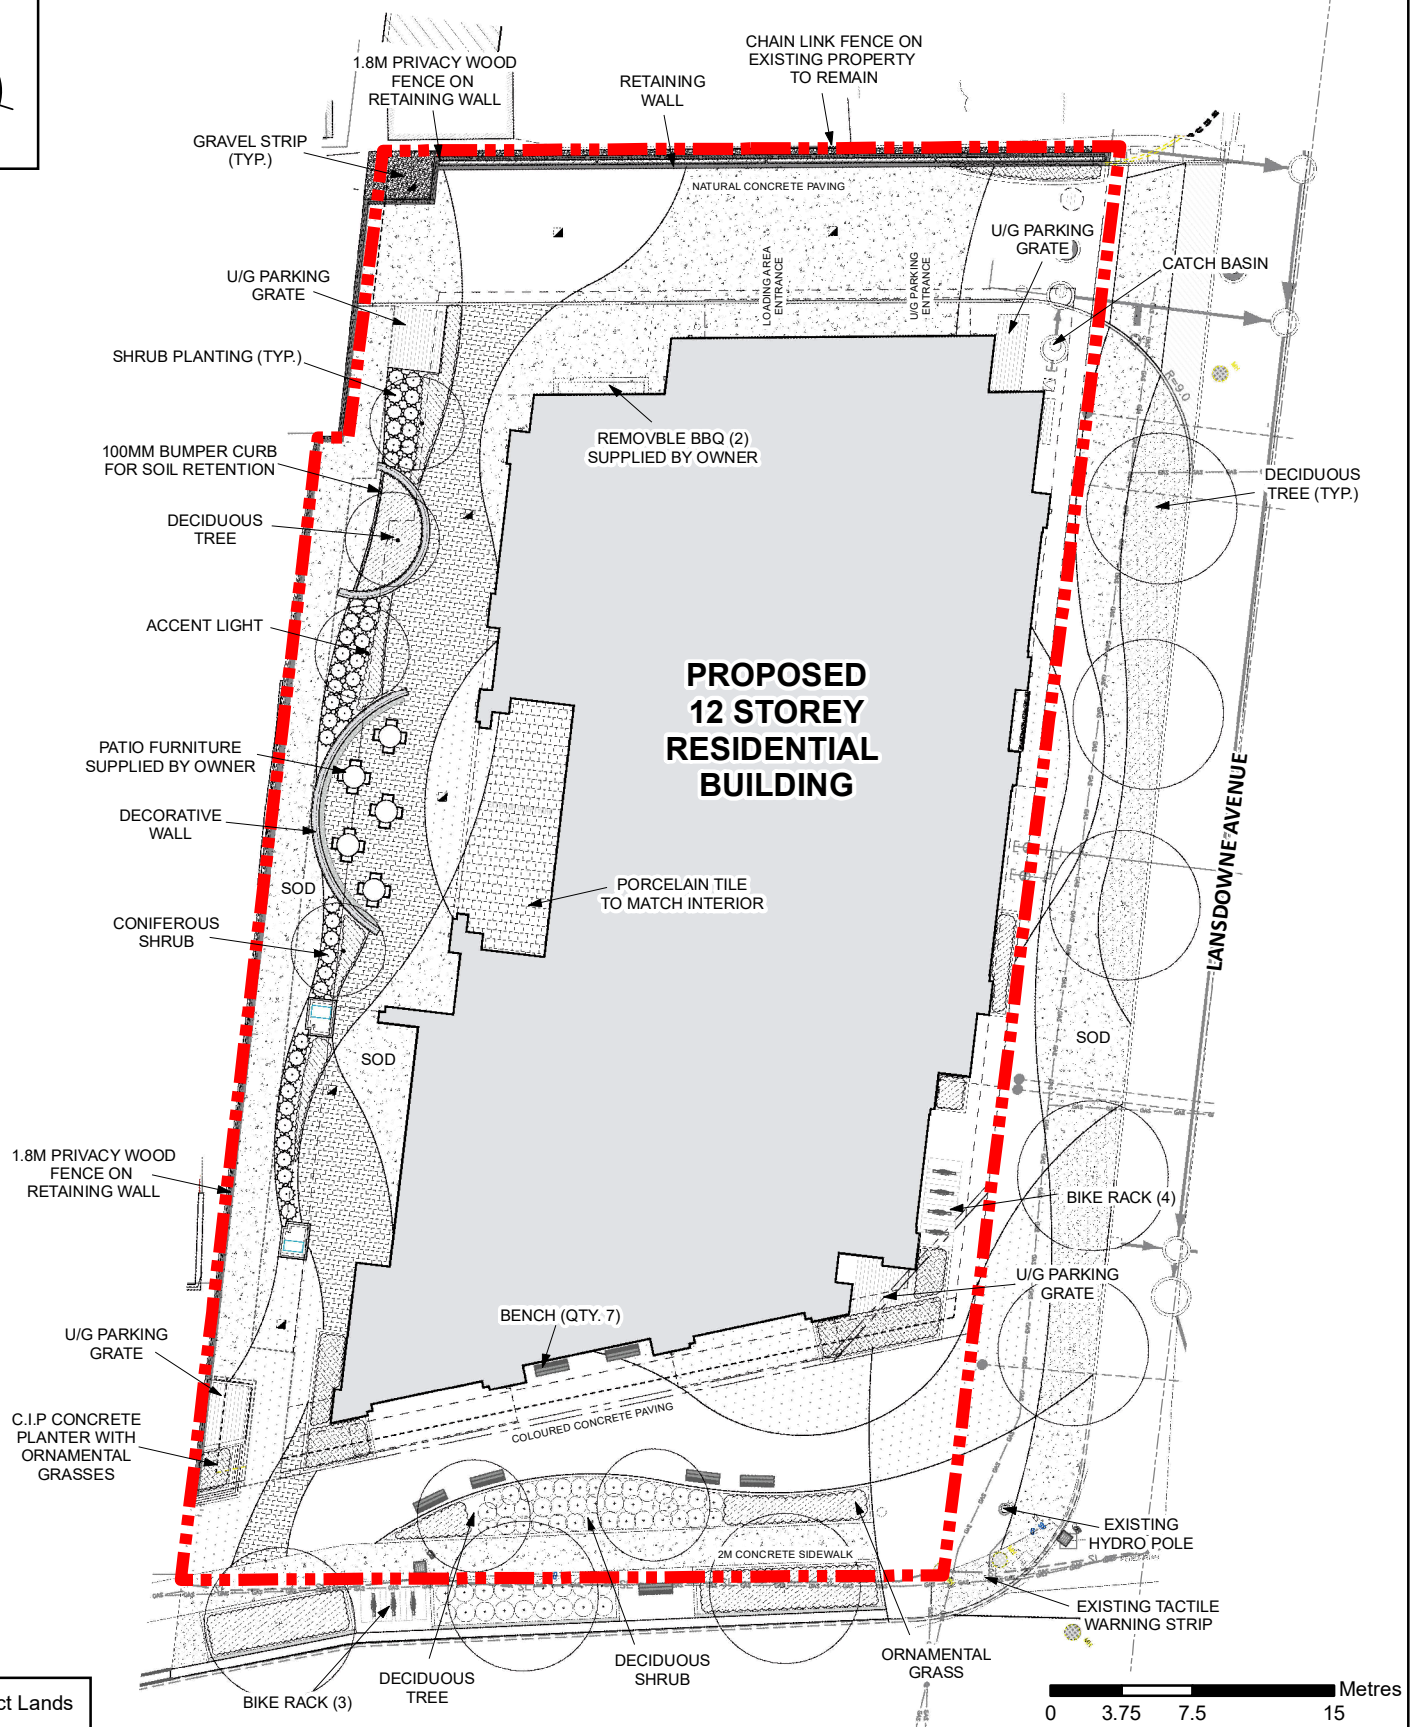 CHAIN LINK FENCE ON
EXISTING PROPERTY
TO REMAIN
1.8M PRIVACY WOOD
FENCE ON
RETAINING WALL
RETAINING
WALL
GRAVEL STRIP
(TYP.)
NATURAL CONCRETE PAVING
U/G PARKING
GRATE
CATCH BASIN
U/G PARKING
GRATE
LOADING AREA
ENTRANCE
U/G PARKING
ENTRANCE
SHRUB PLANTING (TYP.)
R=9.0
REMOVBLE BBQ (2)
SUPPLIED BY OWNER
100MM BUMPER CURB
FOR SOIL RETENTION
DECIDUOUS
TREE (TYP.)
DECIDUOUS
TREE
ACCENT LIGHT
PROPOSED
12 STOREY
RESIDENTIAL
BUILDING
PATIO FURNITURE
SUPPLIED BY OWNER
LANSDOWNE AVENUE
DECORATIVE
WALL
SOD
PORCELAIN TILE
TO MATCH INTERIOR
CONIFEROUS
SHRUB
SOD
SOD
1.8M PRIVACY WOOD
FENCE ON
RETAINING WALL
BIKE RACK (4)
U/G PARKING
GRATE
BENCH (QTY. 7)
U/G PARKING
GRATE
COLOURED CONCRETE PAVING
C.I.P CONCRETE
PLANTER WITH
ORNAMENTAL
GRASSES
EXISTING
HYDRO POLE
2M CONCRETE SIDEWALK
EXISTING TACTILE
WARNING STRIP
ORNAMENTAL
GRASS
DECIDUOUS
SHRUB
DECIDUOUS
TREE
BIKE RACK (3)
ct Lands
Metres
0 3.75 7.5 15